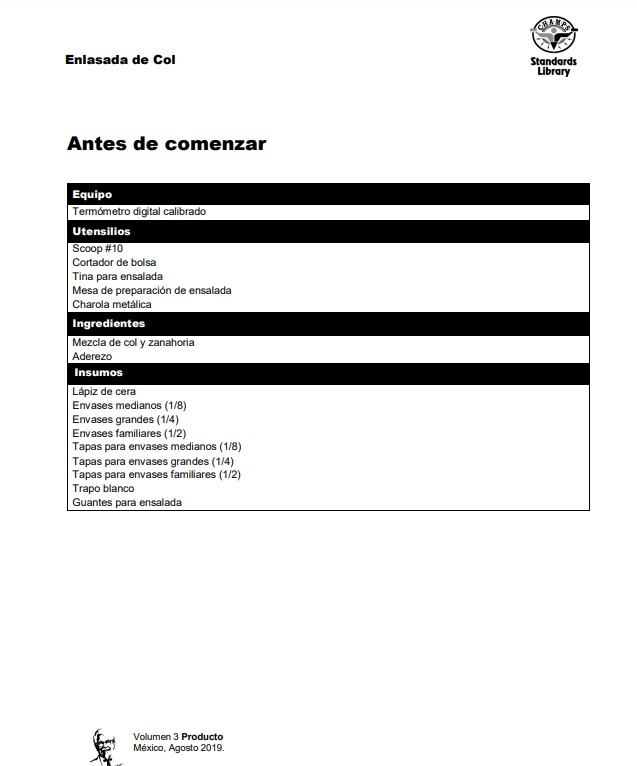 Enlasada de Col
CHAMPS
Standards
Library
Antes de comenzar
Equipo
Termómetro digital calibrado
Utensilios
Scoop #10
Cortador de bolsa
Tina para ensalada
Mesa de preparación de ensalada
Charola metálica
Ingredientes
Mezcla de col y zanahoria
Aderezo
Insumos
Lápiz de cera
Envases medianos (1/8)
Envases grandes (1/4)
Envases familiares (1/2)
Tapas para envases medianos (1/8)
Tapas para envases grandes (1/4)
Tapas para envases familiares (1/2)
Trapo blanco
Guantes para ensalada
Volumen 3 Producto
México, Agosto 2019.